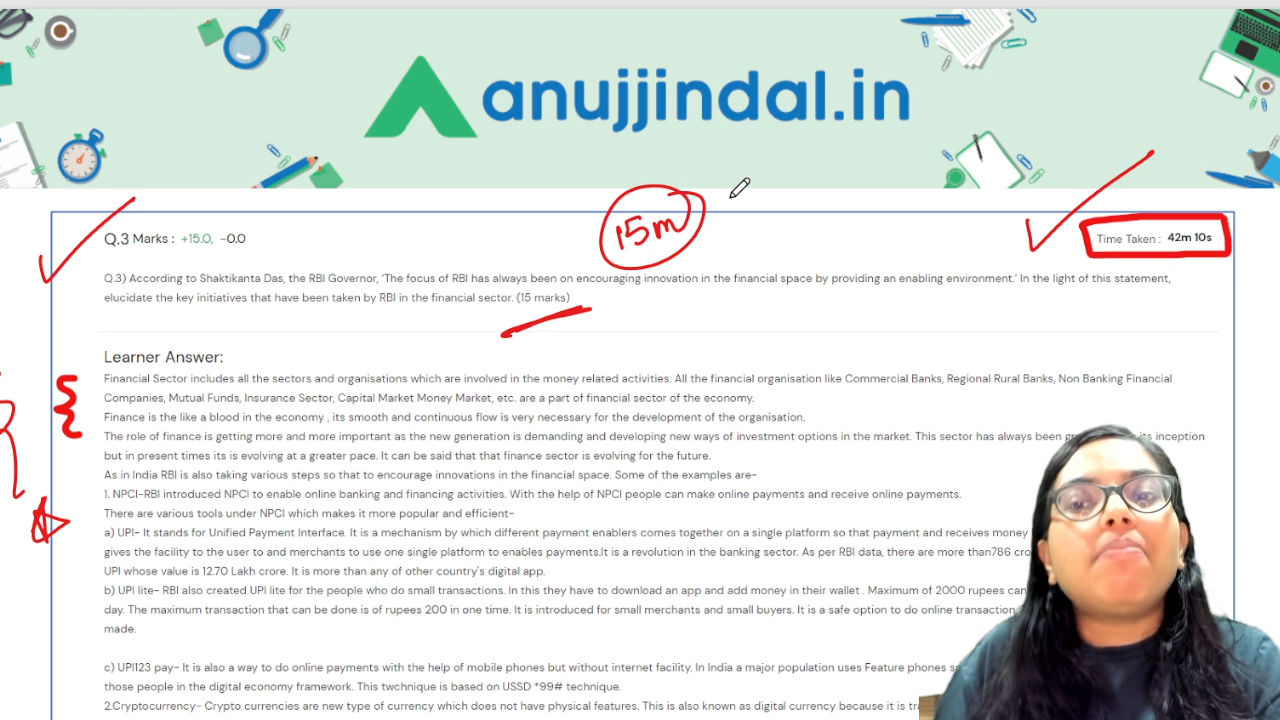 anujjindal.in
15m
Q.3 Marks : +15.0, -0.0
Time Taken : 42m 10s
Q.3) According to Shaktikanta Das, the RBI Governor, 'The focus of RBI has always been on encouraging innovation in the financial space by providing an enabling environment.' In the light of this statement,
elucidate the key initiatives that have been taken by RBI in the financial sector. (15 marks)
Learner Answer:
Financial Sector includes all the sectors and organisations which are involved in the money related activities. All the financial organisation like Commercial Banks, Regional Rural Banks, Non Banking Financial
Companies, Mutual Funds, Insurance Sector, Capital Market Money Market, etc. are a part of financial sector of the economy.
Finance is the like a blood in the economy , its smooth and continuous flow is very necessary for the development of the organisation.
The role of finance is getting more and more important as the new generation is demanding and developing new ways of investment options in the market. This sector has always been its inception
but in present times its is evolving at a greater pace. It can be said that that finance sector is evolving for the future.
As in India RBI is also taking various steps so that to encourage innovations in the financial space. Some of the examples are-
1. NPCI-RBI introduced NPCI to enable online banking and financing activities. With the help of NPCI people can make online payments and receive online payments.
There are various tools under NPCI which makes it more popular and efficient-
a) UPI- It stands for Unified Payment Interface. It is a mechanism by which different payment enablers comes together on a single platform so that payment and receives money
gives the facility to the user to and merchants to use one single platform to enables payments.It is a revolution in the banking sector. As per RBI data, there are more than786
UPI whose value is 12.70 Lakh crore. It is more than any of other country's digital app.
b) UPI lite- RBI also created UPI lite for the people who do small transactions. In this they have to download an app and add money in their wallet . Maximum of 2000 rupees can
day. The maximum transaction that can be done is of rupees 200 in one time. It is introduced for small merchants and small buyers. It is a safe option to do online transaction
made.
c) UPI123 pay- It is also a way to do online payments with the help of mobile phones but without internet facility. In India a major population uses Feature phones
those people in the digital economy framework. This twchnique is based on USSD *99# technique.
2.Cryptocurrency- Crypto currencies are new type of currency which does not have physical features. This is also known as digital currency because it is